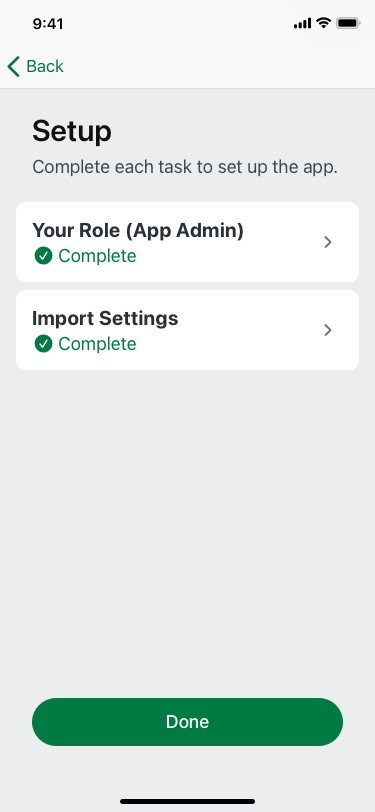 9:41
Back
Setup
Complete each task to set up the app.
Your Role (App Admin)
Complete
Import Settings
Complete
Done